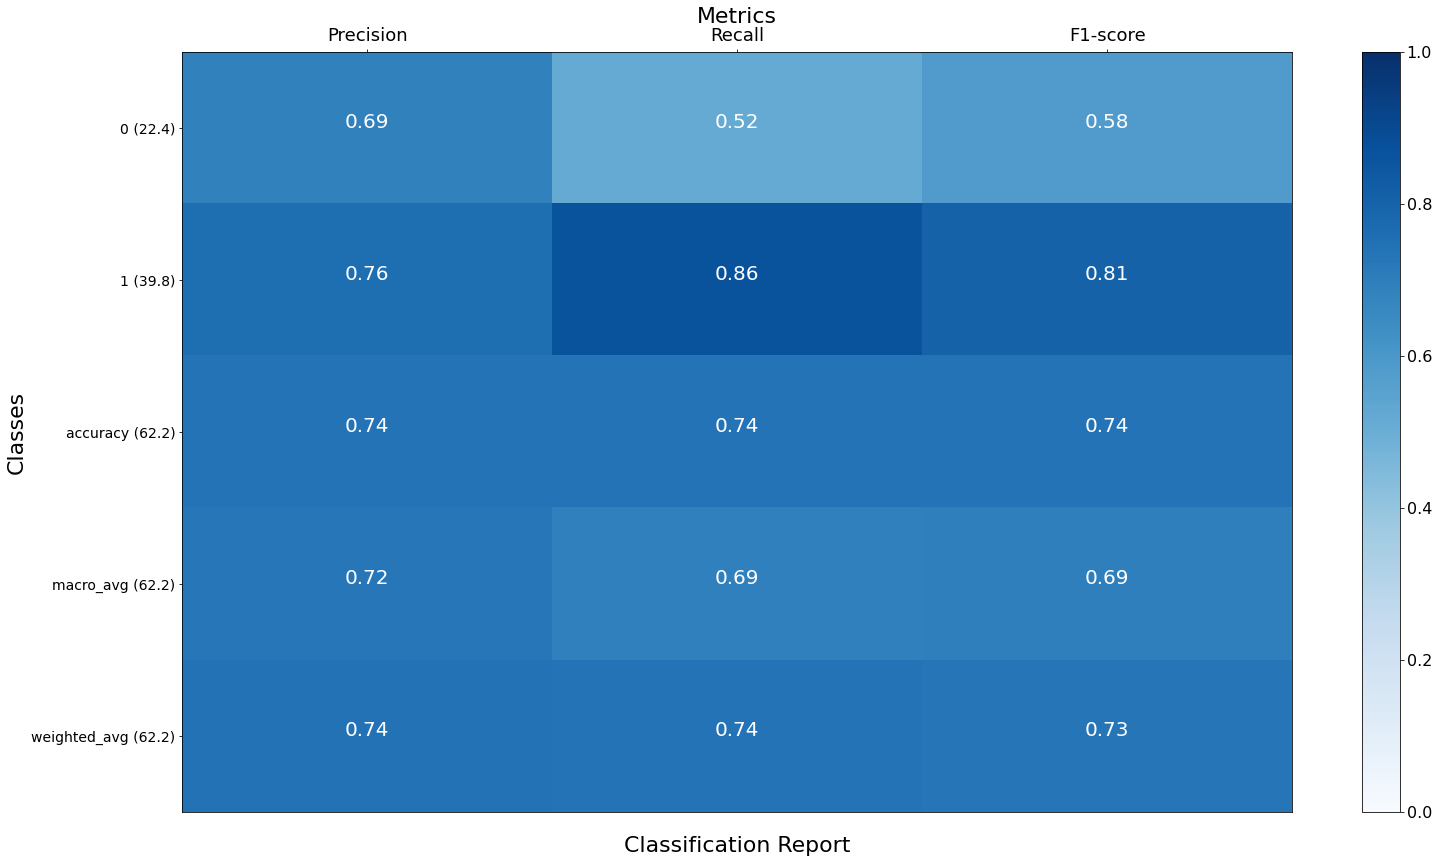 Metrics
Precision Recall F1-score
0 (22.4) 0.69 0.52 0.58
1 (39.8) 0.76 0.86 0.81
accuracy (62.2) 0.74 0.74 0.74
macro_avg (62.2) 0.72 0.69 0.69
weighted_avg (62.2) 0.74 0.74 0.73
Classes
Classification Report
1.0
0.8
0.6
0.4
0.2
0.0